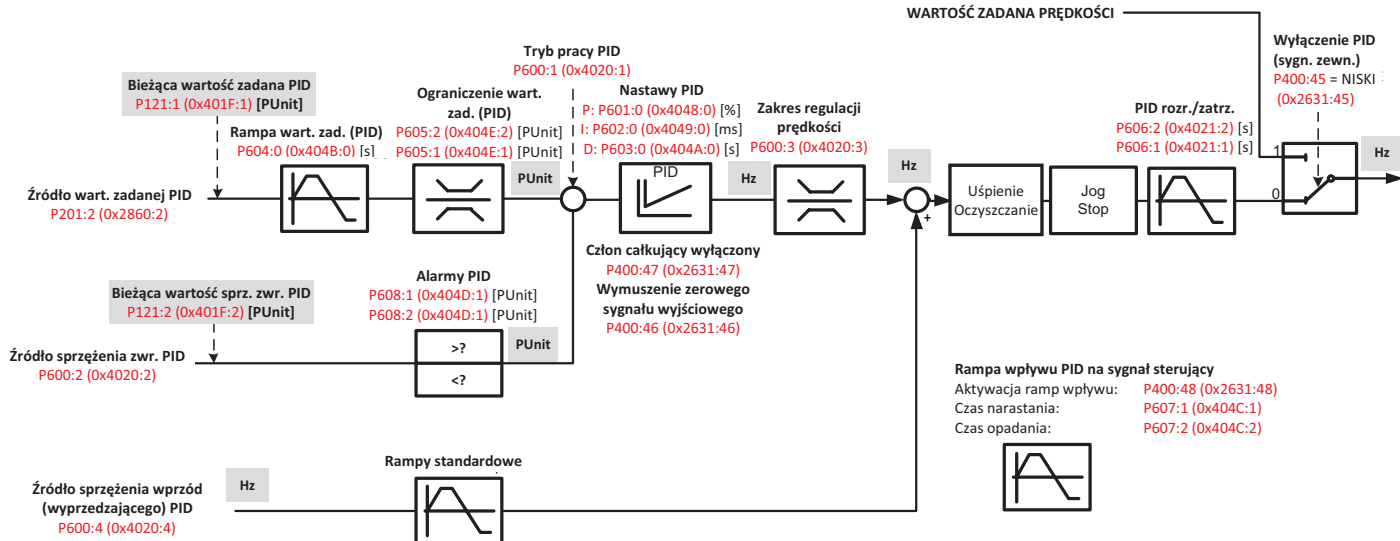 WARTOŚĆ ZADANA PRĘDKOŚCI
Tryb pracy PID
P600:1 (0x4020:1)
Wyłączenie PID
(sygn. zewn.)
P400:45 = NISKI
(0x2631:45)
Bieżąca wartość zadana PID
P121:1 (0x401F:1) [PUnit]
Ograniczenie wart.
zad. (PID)
P605:2 (0x404E:2) [PUnit]
P605:1 (0x404E:1) [PUnit]
Nastawy PID
P: P601:0 (0x4048:0) [%]
I: P602:0 (0x4049:0) [ms]
D: P603:0 (0x404A:0) [s]
Zakres regulacji
prędkości
P600:3 (0x4020:3)
PID rozr./zatrz.
P606:2 (0x4021:2) [s]
P606:1 (0x4021:1) [s]
Rampa wart. zad. (PID)
P604:0 (0x404B:0) [s]
PUnit
PID
Hz
Hz
1
Hz
Źródło wart. zadanej PID
P201:2 (0x2860:2)
Uśpienie
Oczyszczanie
Jog
Stop
0
+
Człon całkujący wyłączony
P400:47 (0x2631:47)
Wymuszenie zerowego
sygnału wyjściowego
P400:46 (0x2631:46)
Bieżąca wartość sprz. zwr. PID
P121:2 (0x401F:2) [PUnit]
Alarmy PID
P608:1 (0x404D:1) [PUnit]
P608:2 (0x404D:1) [PUnit]
>?
<?
PUnit
Źródło sprzężenia zwr. PID
P600:2 (0x4020:2)
Rampa wpływu PID na sygnał sterujący
Aktywacja ramp wpływu: P400:48 (0x2631:48)
Czas narastania: P607:1 (0x404C:1)
Czas opadania: P607:2 (0x404C:2)
Rampy standardowe
Źródło sprzężenia wprzód
(wyprzedzającego) PID
P600:4 (0x4020:4)
Hz